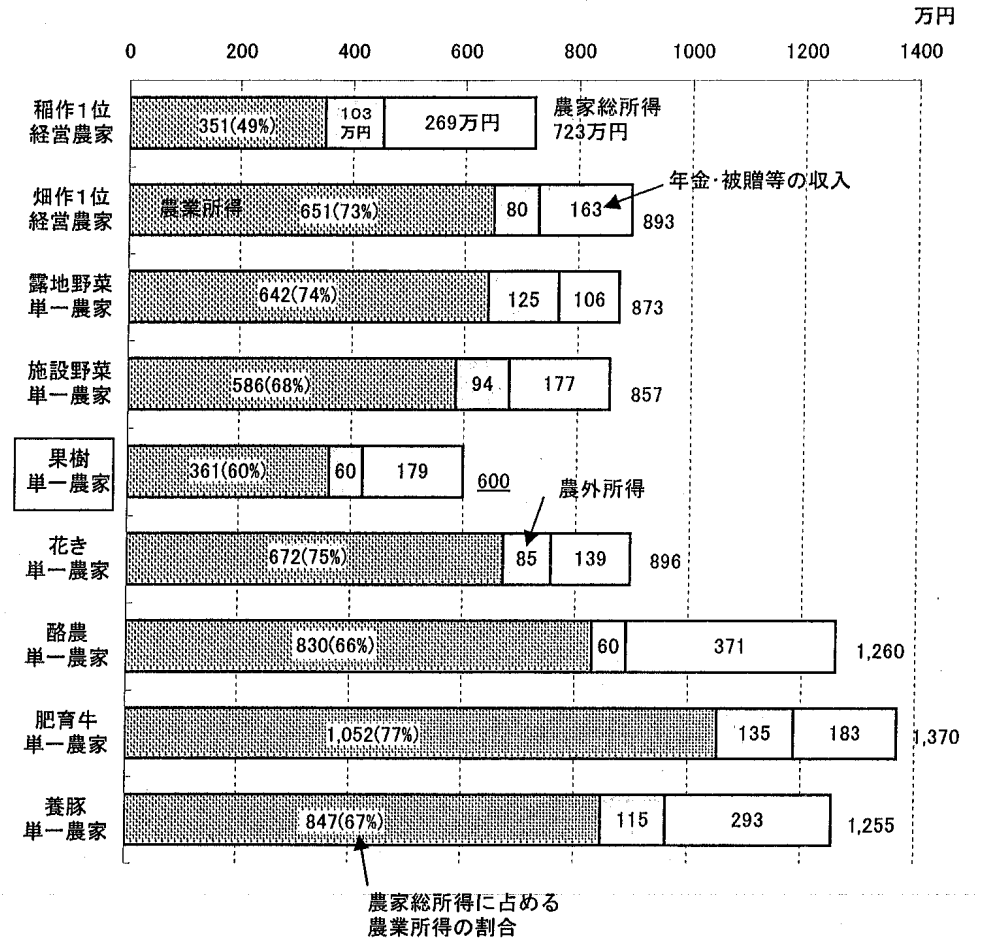 万円
0 200 400 600 800 1000 1200 1400
稲作1位
経営農家
351(49%)
103
万円
269万円
農家総所得
723万円
年金・被贈等の収入
畑作1位
経営農家
農業所得
651(73%)
80
163
893
露地野菜
単一農家
642(74%)
125
106
873
施設野菜
単一農家
586(68%)
94
177
857
果樹
単一農家
361(60%)
60
179
600
農外所得
花き
単一農家
672(75%)
85
139
896
酪農
単一農家
830(66%)
60
371
1,260
肥育牛
単一農家
1,052(77%)
135
183
1,370
養豚
単一農家
847(67%)
115
293
1,255
農家総所得に占める
農業所得の割合